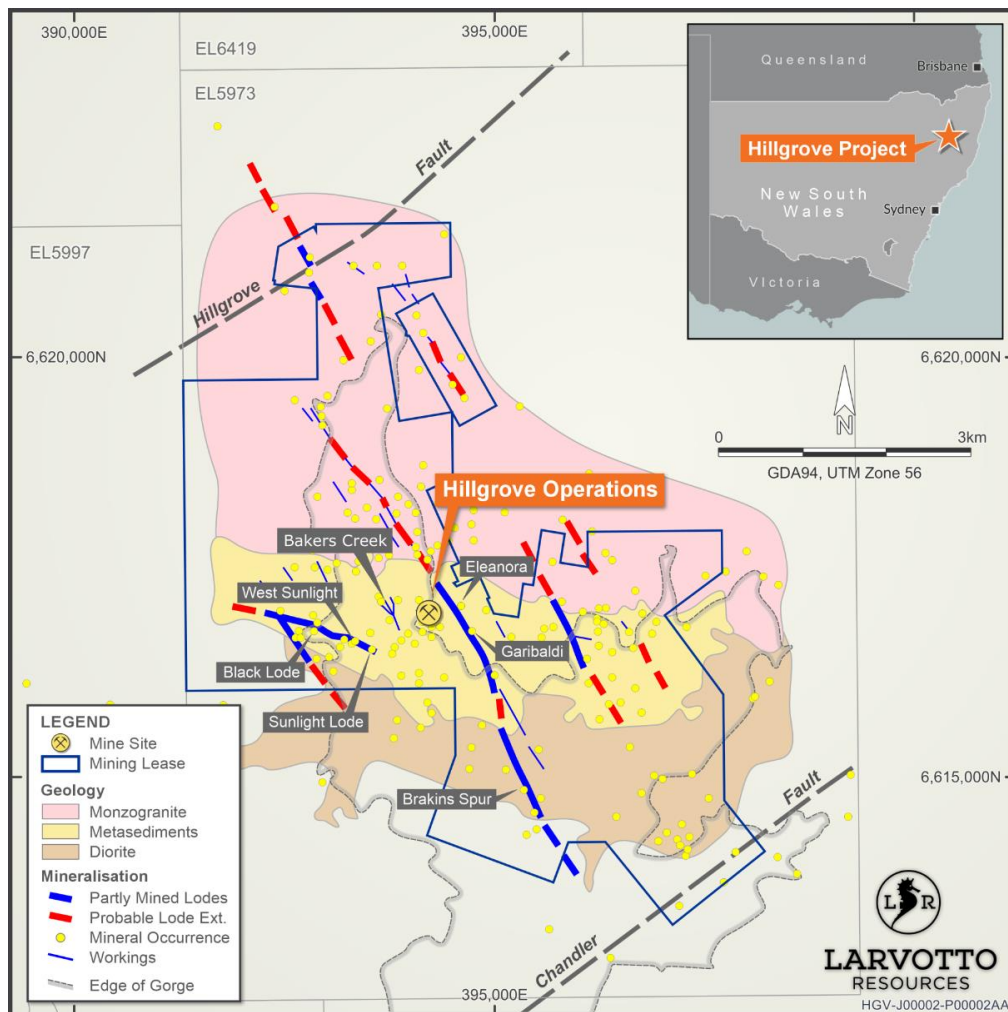 390,000E
395,000E
EL6419
EL5973
EL5997
Queensland
Brisbane
Hillgrove Project
New South
Wales
Sydney
VIctoria
Hillgrove
Fault
6,620,000N
6,620,000N
N
0
3km
GDA94, UTM Zone 56
Hillgrove Operations
Bakers Creek
Eleanora
West Sunlight
Garibaldi
Black Lode
Sunlight Lode
Brakins Spur
6,615,000N
Chandler
Fault
LEGEND
Mine Site
Mining Lease
Geology
Monzogranite
Metasediments
Diorite
Mineralisation
Partly Mined Lodes
Probable Lode Ext.
Mineral Occurrence
Workings
Edge of Gorge
395,000E
L R
LARVOTTO
RESOURCES
HGV-J00002-P00002AA